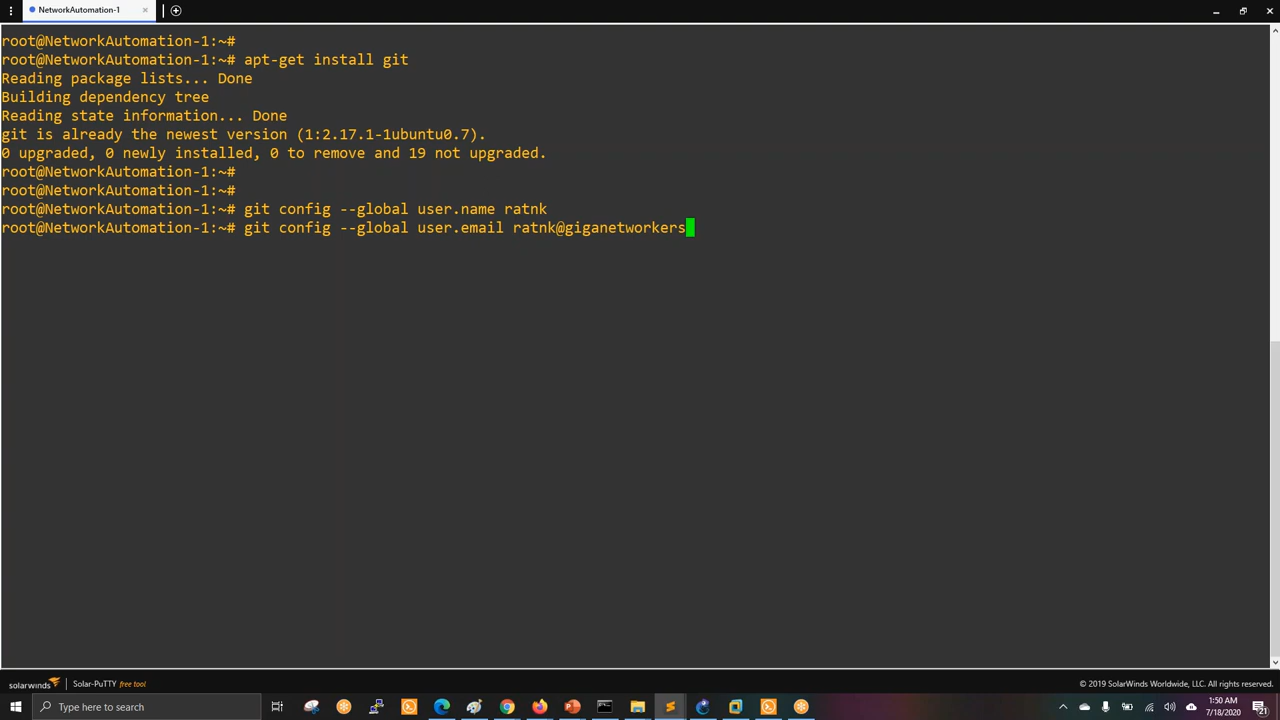 NetworkAutomation-1
root@NetworkAutomation-1:~#
root@NetworkAutomation-1:~# apt-get install git
Reading package lists... Done
Building dependency tree
Reading state information... Done
git is already the newest version (1:2.17.1-1ubuntu0.7).
0 upgraded, 0 newly installed, 0 to remove and 19 not upgraded.
root@NetworkAutomation-1:~#
root@NetworkAutomation-1:~#
root@NetworkAutomation-1:~# git config --global user.name ratnk
root@NetworkAutomation-1:~# git config --global user.email ratnk@giganetworkers
solarwinds Solar-PuTTY free tool © 2019 SolarWinds Worldwide, LLC. All rights reserved.
Type here to search
1:50 AM
7/18/2020
21